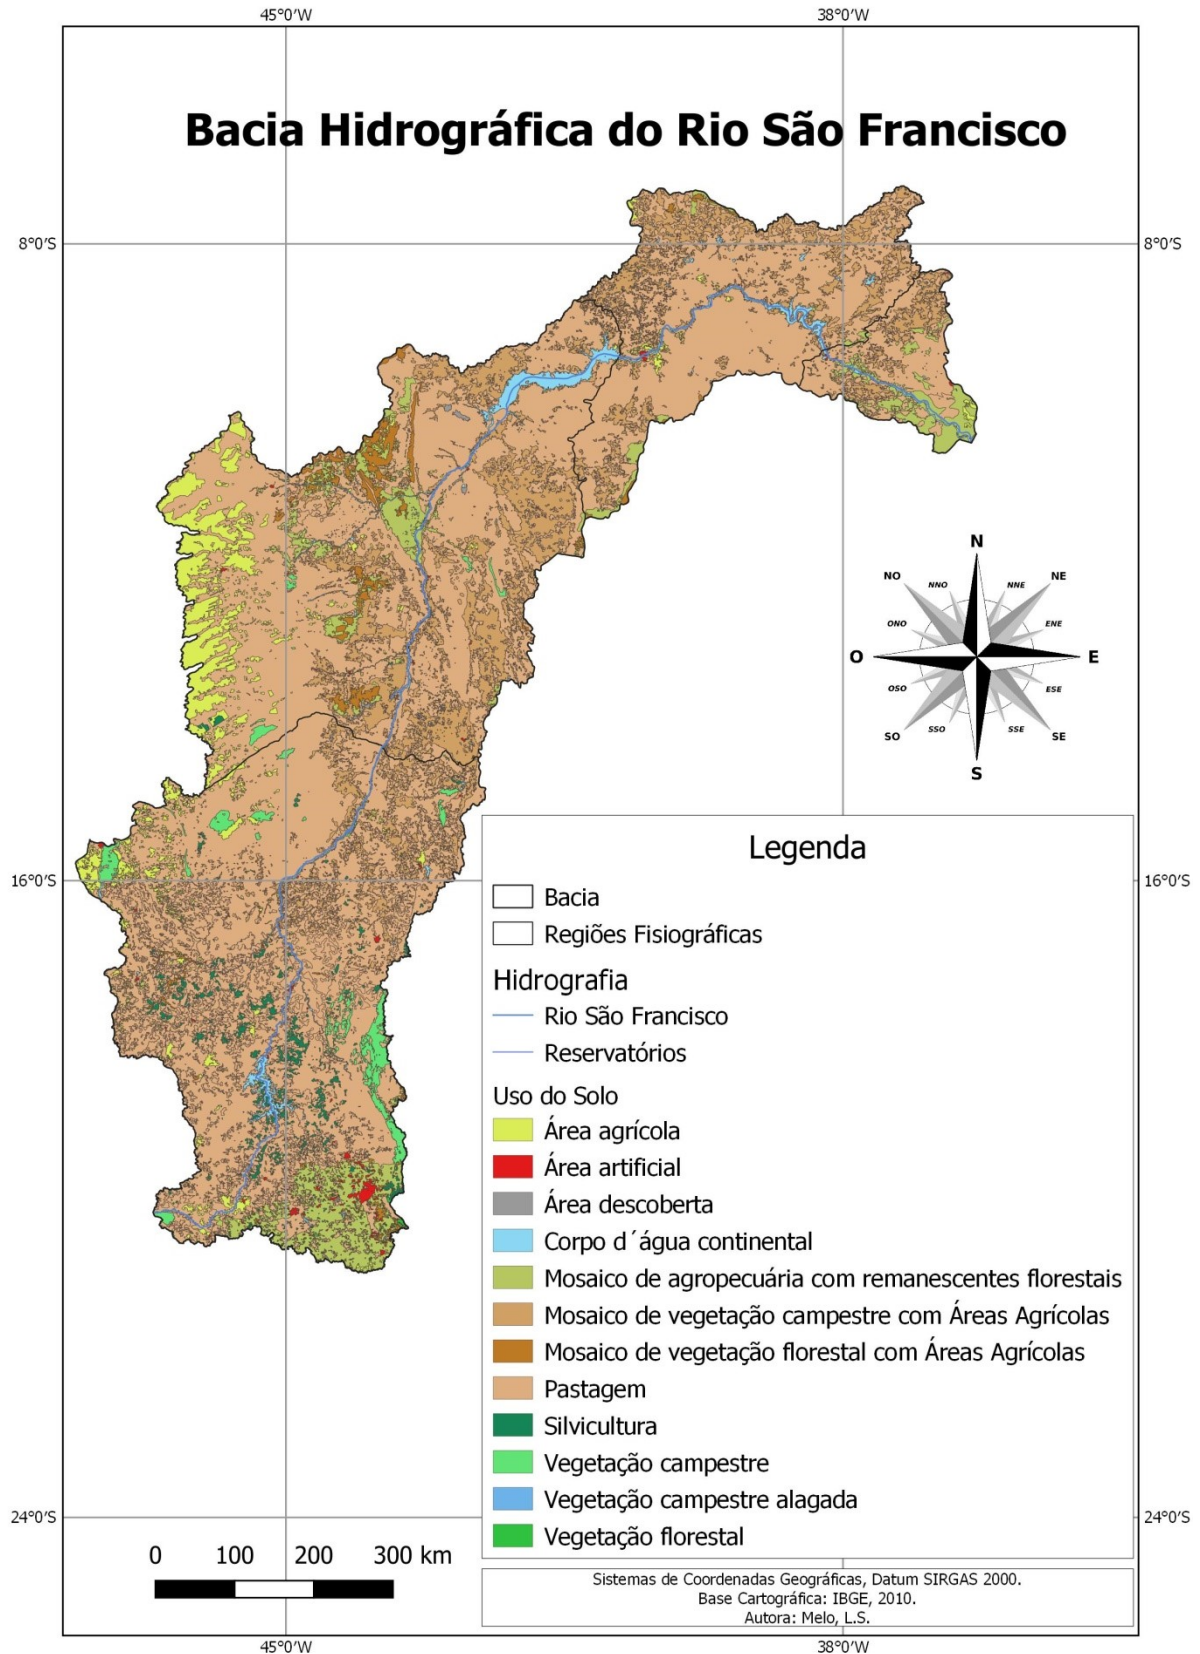 45°0'W 38°0'W
Bacia Hidrográfica do Rio São Francisco
8°0'S 8°0'S
N
NNO NNE
NO NE
ONO ENE
O E
OSO ESE
SO SE
SSO SSE
S
Legenda
Bacia
Regiões Fisiográficas
Hidrografia
Rio São Francisco
Reservatórios
Uso do Solo
Área agrícola
Área artificial
Área descoberta
Corpo d´água continental
Mosaico de agropecuária com remanescentes florestais
Mosaico de vegetação campestre com Áreas Agrícolas
Mosaico de vegetação florestal com Áreas Agrícolas
Pastagem
Silvicultura
Vegetação campestre
Vegetação campestre alagada
Vegetação florestal
16°0'S 16°0'S
24°0'S 24°0'S
0 100 200 300 km
Sistemas de Coordenadas Geográficas, Datum SIRGAS 2000.
Base Cartográfica: IBGE, 2010.
Autora: Melo, L.S.
45°0'W 38°0'W